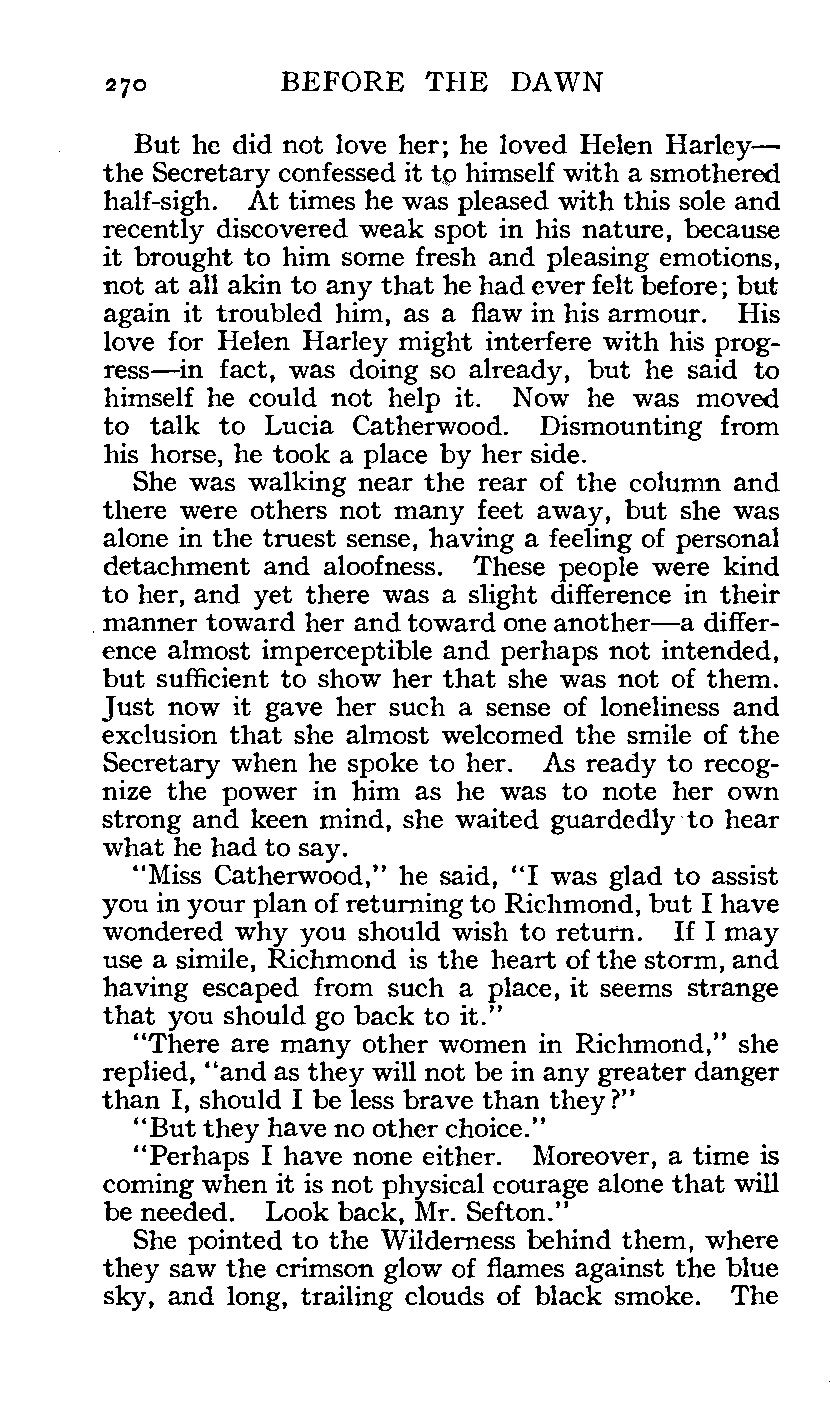 270 BEFORE THE DAWN
But he did not love her; he loved Helen Harley—
the Secretary confessed it to himself with a smothered
half-sigh. At times he was pleased with this sole and
recently discovered weak spot in his nature, because
it brought to him some fresh and pleasing emotions,
not at all akin to any that he had ever felt before; but
again it troubled him, as a flaw in his armour. His
love for Helen Harley might interfere with his prog-
ress—in fact, was doing so already, but he said to
himself he could not help it. Now he was moved
to talk to Lucia Catherwood. Dismounting from
his horse, he took a place by her side.
She was walking near the rear of the column and
there were others not many feet away, but she was
alone in the truest sense, having a feeling of personal
detachment and aloofness. These people were kind
to her, and yet there was a slight difference in their
manner toward her and toward one another—a differ-
ence almost imperceptible and perhaps not intended,
but sufficient to show her that she was not of them.
Just now it gave her such a sense of loneliness and
exclusion that she almost welcomed the smile of the
Secretary when he spoke to her. As ready to recog-
nize the power in him as he was to note her own
strong and keen mind, she waited guardedly to hear
what he had to say.
"Miss Catherwood," he said, "I was glad to assist
you in your plan of returning to Richmond, but I have
wondered why you should wish to return. If I may
use a simile, Richmond is the heart of the storm, and
having escaped from such a place, it seems strange
that you should go back to it."
"There are many other women in Richmond," she
replied, "and as they will not be in any greater danger
than I, should I be less brave than they?"
"But they have no other choice."
"Perhaps I have none either. Moreover, a time is
coming when it is not physical courage alone that will
be needed. Look back, Mr. Sefton."
She pointed to the Wilderness behind them, where
they saw the crimson glow of flames against the blue
sky, and long, trailing clouds of black smoke. The